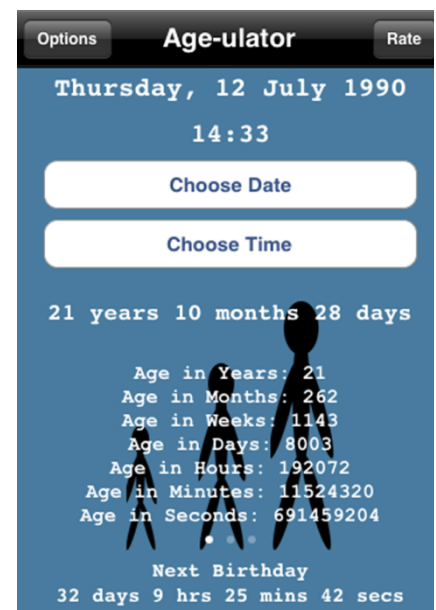 Options Age-ulator Rate
Thursday, 12 July 1990
14:33
Choose Date
Choose Time
21 years 10 months 28 days
Age in Years: 21
Age in Months: 262
Age in Weeks: 1143
Age in Days: 8003
Age in Hours: 192072
Age in Minutes: 11524320
Age in Seconds: 691459204
Next Birthday
32 days 9 hrs 25 mins 42 secs